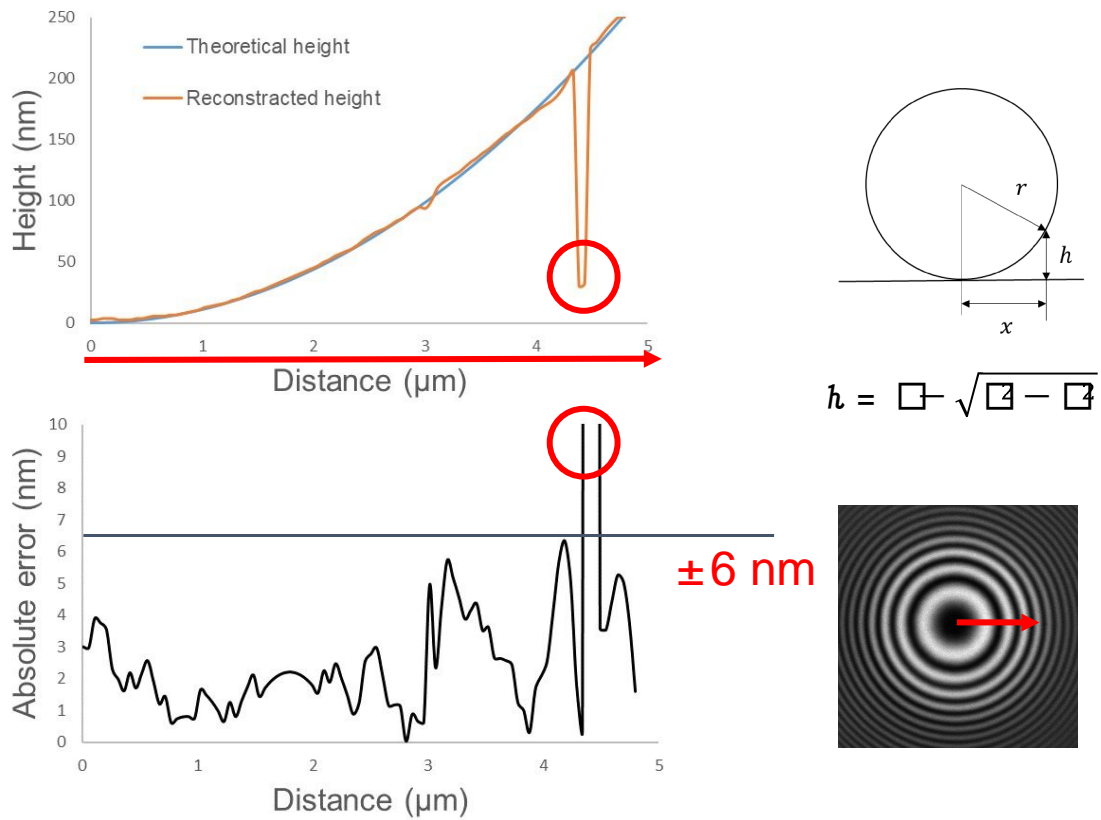 250
200
150
100
50
0
Height (nm)
Theoretical height
Reconstracted height
0 1 2 3 4 5
Distance (µm)
10
9
8
7
6
5
4
3
2
1
0
Absolute error (nm)
0 1 2 3 4 5
Distance (µm)
±6 nm
r
h
x
h = □ − √□2 − □2